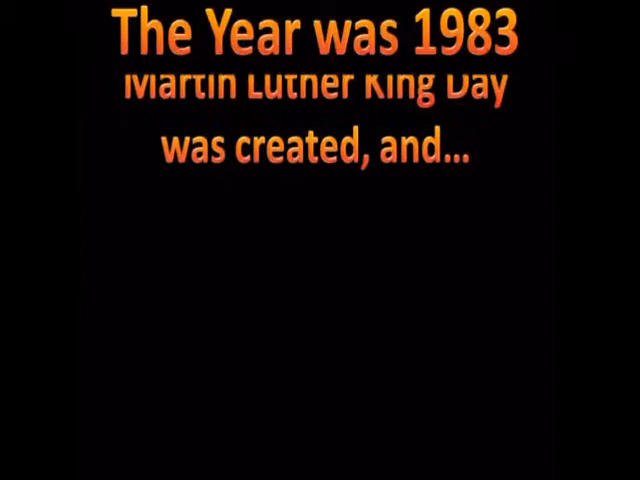 The Year was 1983
Martin Luther King Day
was created, and...